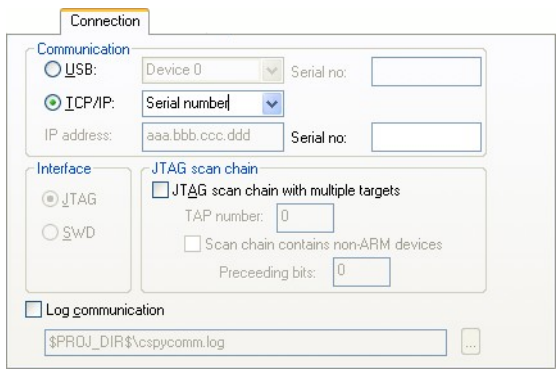 Connection
Communication
USB: Device 0 Serial no:
TCP/IP: Serial number
IP address: aaa.bbb.ccc.ddd Serial no:
Interface
JTAG
SWD
JTAG scan chain
JTAG scan chain with multiple targets
TAP number: 0
Scan chain contains non-ARM devices
Preceeding bits: 0
Log communication
$PROJ_DIR$\cspycomm.log ...